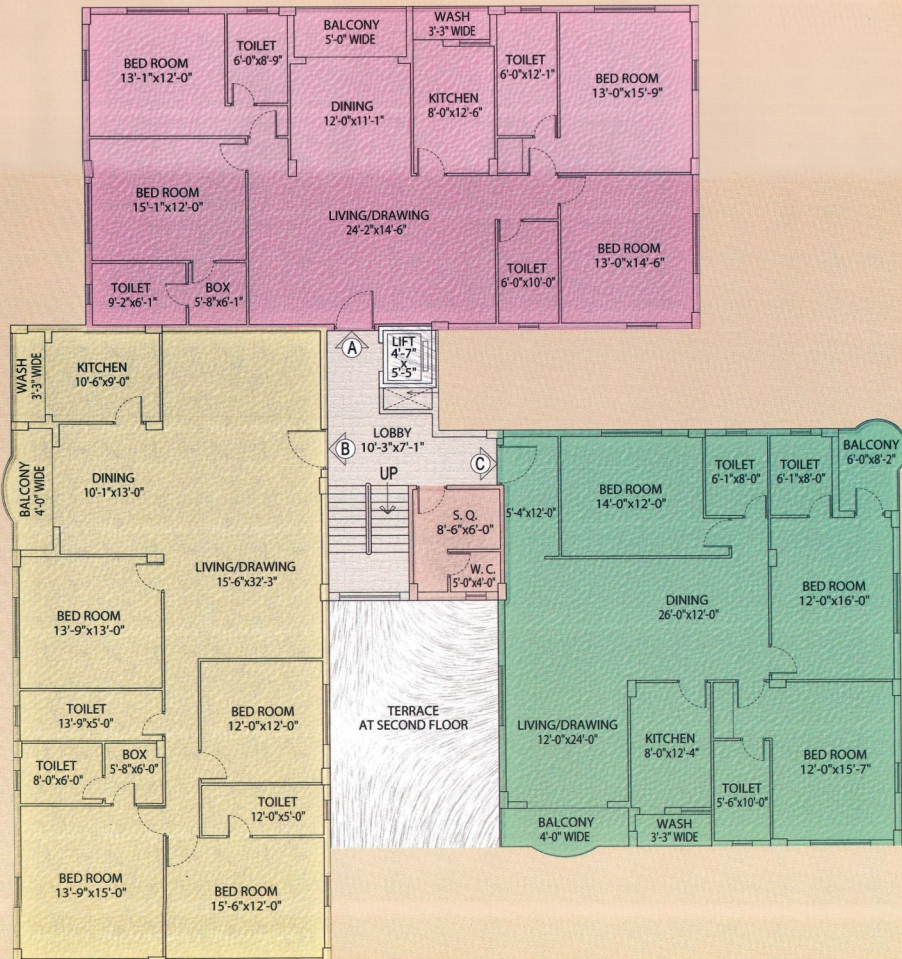 BED ROOM
13'-1"x12'-0"
TOILET
6'-0"x8'-9"
BALCONY
5'-0" WIDE
WASH
3'-3" WIDE
TOILET
6'-0"x12'-1"
BED ROOM
13'-0"x15'-9"
DINING
12'-0"x11'-1"
KITCHEN
8'-0"x12'-6"
BED ROOM
15'-1"x12'-0"
LIVING/DRAWING
24'-2"x14'-6"
BED ROOM
13'-0"x14'-6"
TOILET
9'-2"x6'-1"
BOX
5'-8"x6'-1"
TOILET
6'-0"x10'-0"
A
LIFT
4'-7"
X
5'-5"
LOBBY
10'-3"x7'-1"
B
C
UP
S. Q.
8'-6"x6'-0"
W. C.
5'-0"x4'-0"
WASH
3'-3" WIDE
KITCHEN
10'-6"x9'-0"
BALCONY
4'-0" WIDE
DINING
10'-1"x13'-0"
LIVING/DRAWING
15'-6"x32'-3"
BED ROOM
13'-9"x13'-0"
TOILET
13'-9"x5'-0"
BED ROOM
12'-0"x12'-0"
TOILET
8'-0"x6'-0"
BOX
5'-8"x6'-0"
TOILET
12'-0"x5'-0"
BED ROOM
13'-9"x15'-0"
BED ROOM
15'-6"x12'-0"
TERRACE
AT SECOND FLOOR
5'-4"x12'-0"
BED ROOM
14'-0"x12'-0"
TOILET
6'-1"x8'-0"
TOILET
6'-1"x8'-0"
BALCONY
6'-0"x8'-2"
DINING
26'-0"x12'-0"
BED ROOM
12'-0"x16'-0"
LIVING/DRAWING
12'-0"x24'-0"
KITCHEN
8'-0"x12'-4"
BED ROOM
12'-0"x15'-7"
TOILET
5'-6"x10'-0"
BALCONY
4'-0" WIDE
WASH
3'-3" WIDE